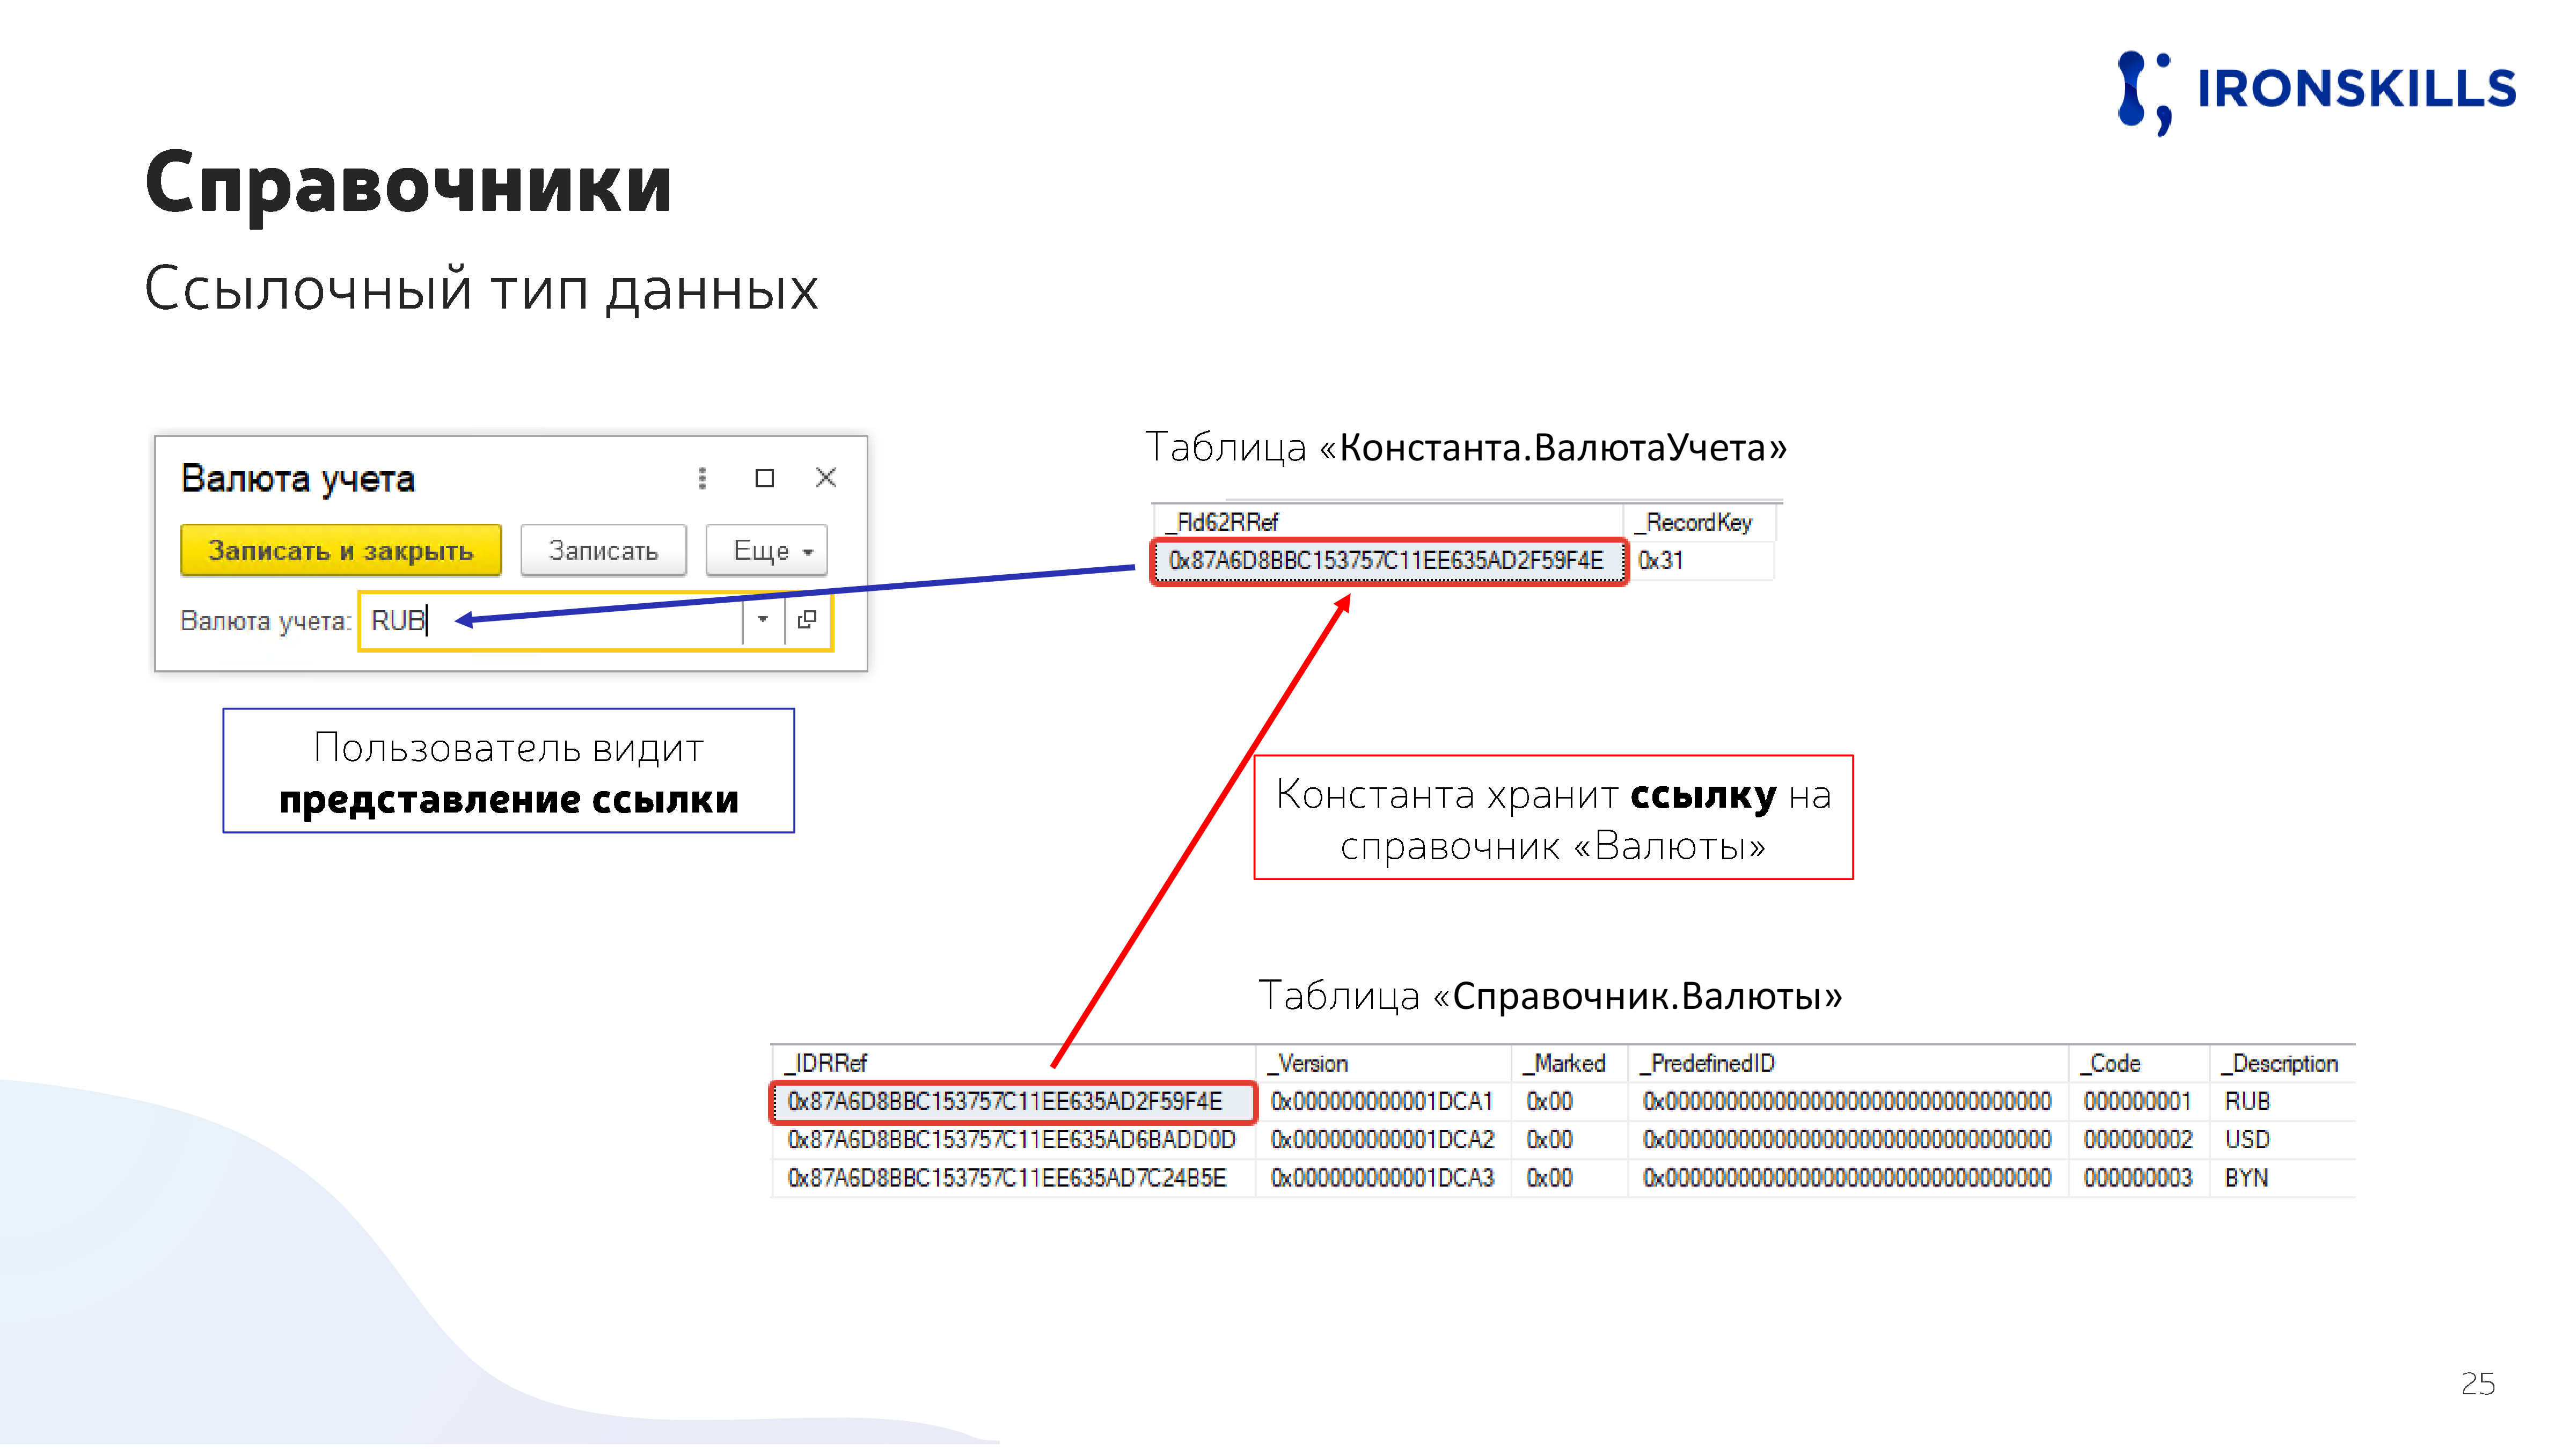 IRONSKILLS
Справочники
Ссылочный тип данных
Валюта учета
Записать и закрыть
Записать
Еще
Валюта учета: RUB
Пользователь видит
представление ссылки
Таблица «Константа.ВалютаУчета»
_Fld62RRef _RecordKey
0x87A6D8BBC153757C11EE635AD2F59F4E 0x31
Константа хранит ссылку на
справочник «Валюты»
Таблица «Справочник.Валюты»
_IDRRef _Version _Marked _PredefinedID _Code _Description
0x87A6D8BBC153757C11EE635AD2F59F4E 0x000000000001DCA1 0x00 0x00000000000000000000000000000000 000000001 RUB
0x87A6D8BBC153757C11EE635AD6BADD0D 0x000000000001DCA2 0x00 0x00000000000000000000000000000000 000000002 USD
0x87A6D8BBC153757C11EE635AD7C24B5E 0x000000000001DCA3 0x00 0x00000000000000000000000000000000 000000003 BYN
25